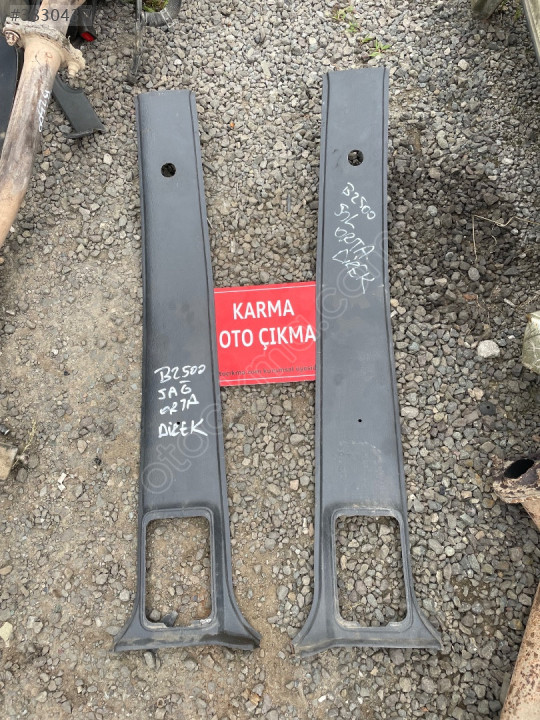 KARMA
OTO ÇIKMA
B2500
SAĞ
ORTA
DİREK
B2500
SOL
ORTA
DİREK